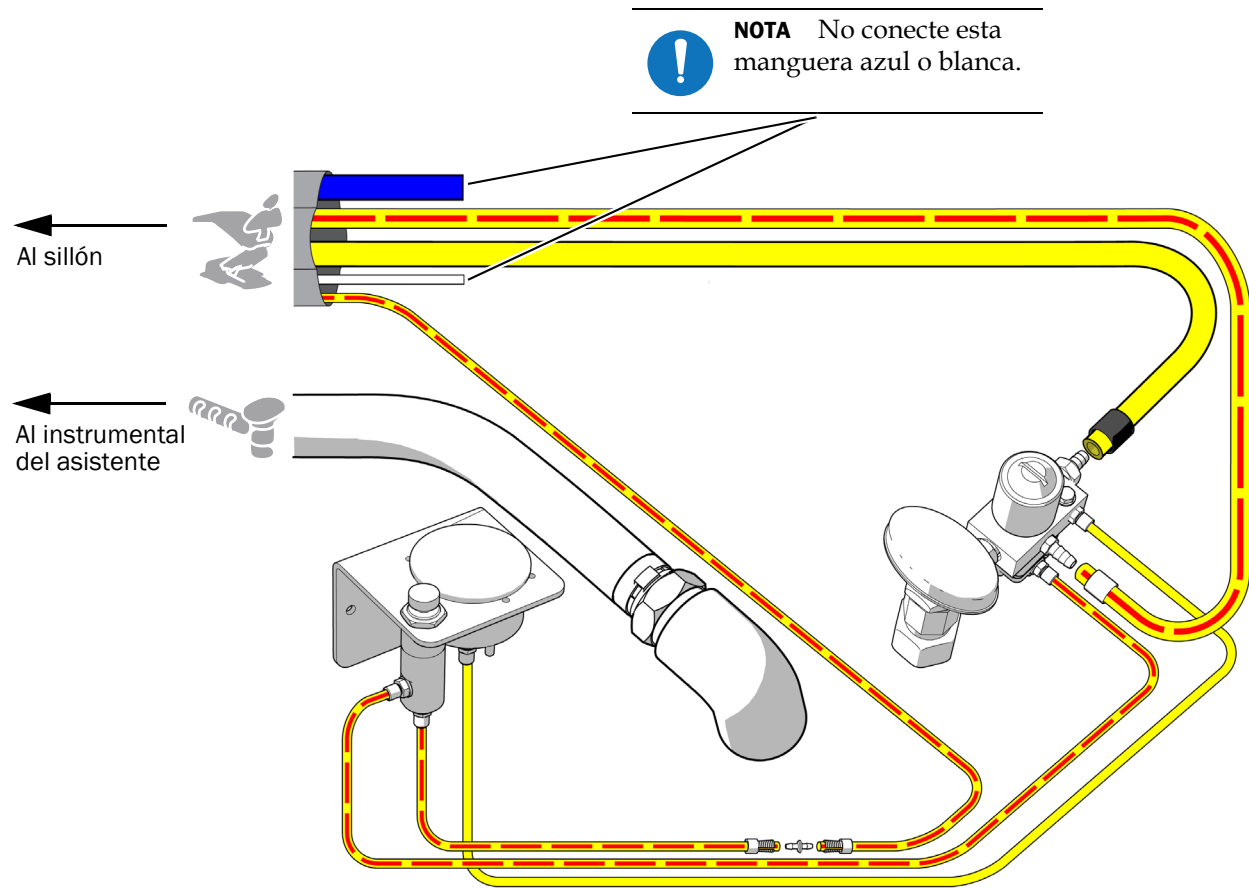 NOTA No conecte esta
manguera azul o blanca.
Al sillón
Al instrumental
del asistente